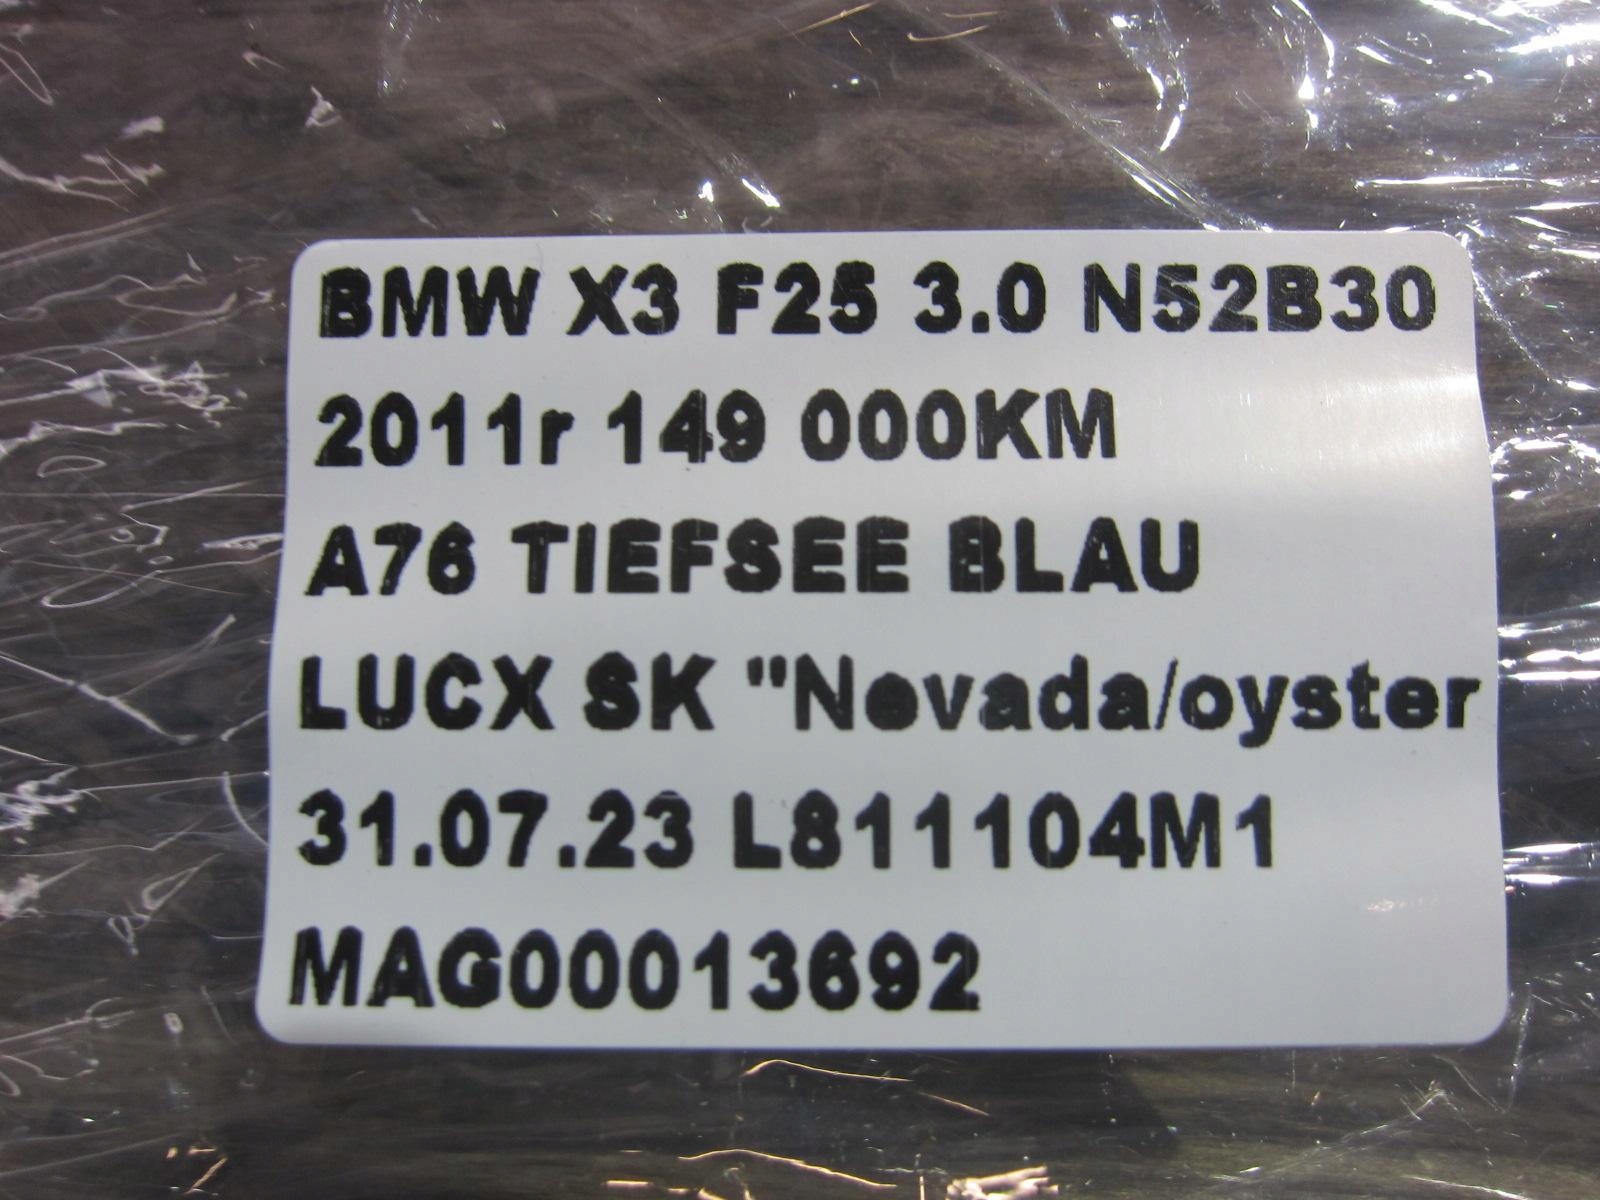 BMW X3 F25 3.0 N52B30
2011r 149 000KM
A76 TIEFSEE BLAU
LUCX SK "Nevada/oyster
31.07.23 L811104M1
MAG00013692